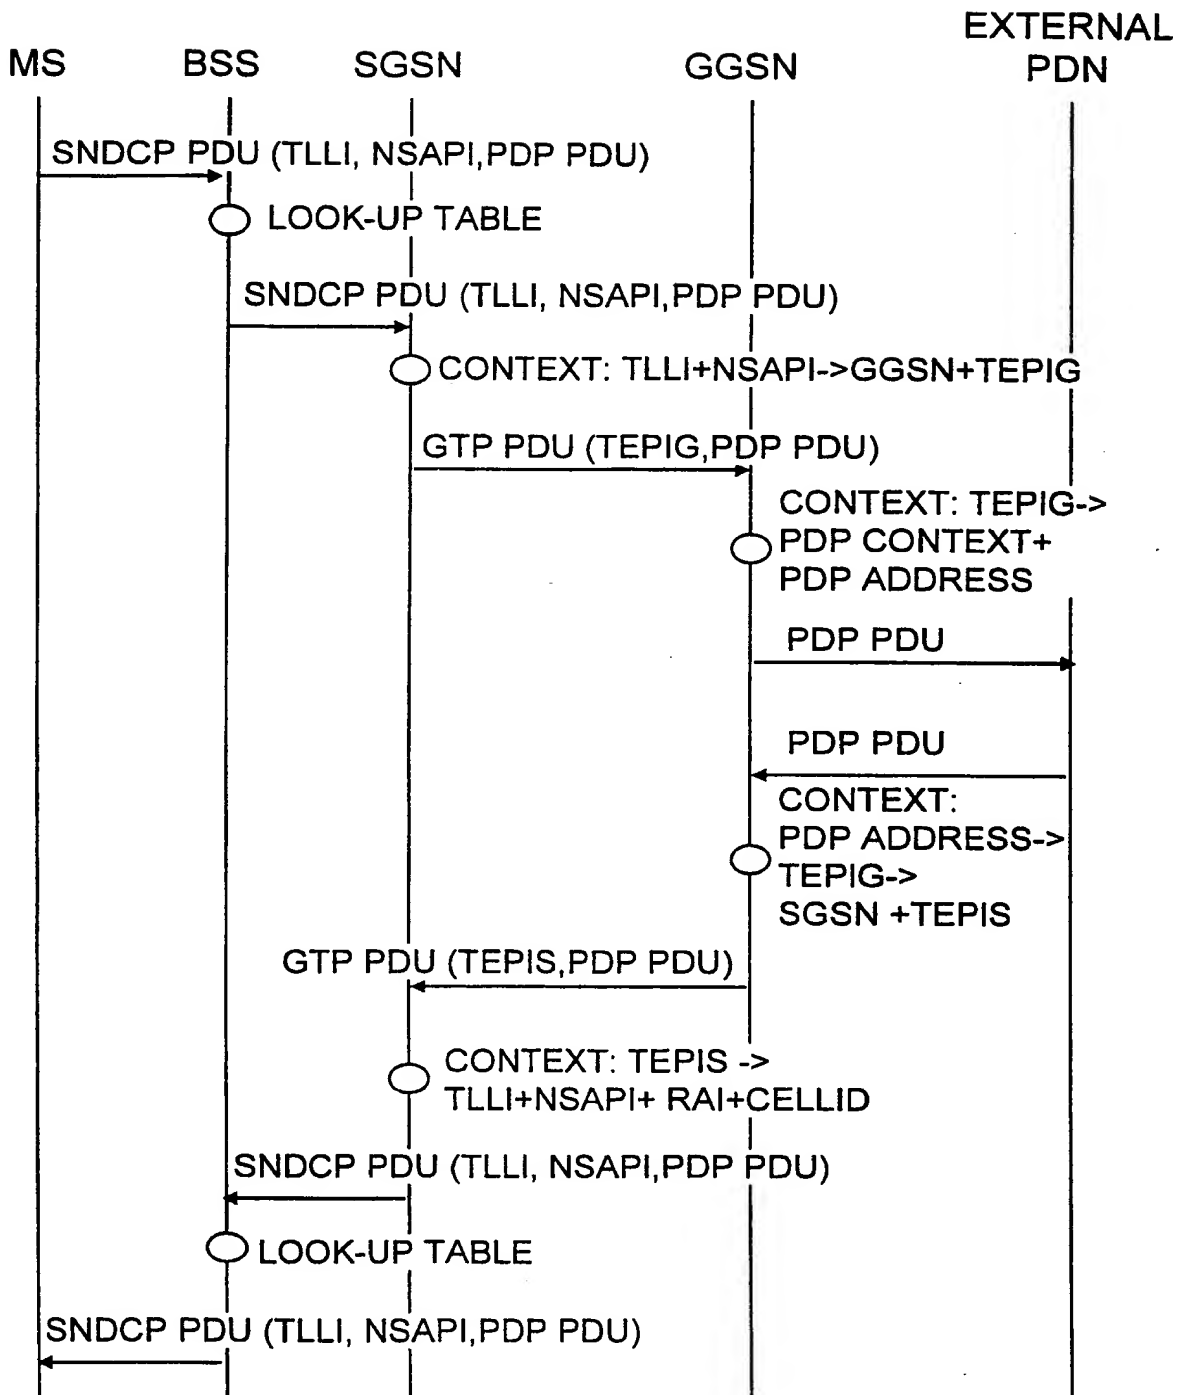 EXTERNAL
MS BSS SGSN GGSN PDN
SNDCP PDU (TLLI, NSAPI,PDP PDU)
LOOK-UP TABLE
SNDCP PDU (TLLI, NSAPI,PDP PDU)
CONTEXT: TLLI+NSAPI->GGSN+TEPIG
GTP PDU (TEPIG,PDP PDU)
CONTEXT: TEPIG->
PDP CONTEXT+
PDP ADDRESS
PDP PDU
PDP PDU
CONTEXT:
PDP ADDRESS->
TEPIG->
SGSN +TEPIS
GTP PDU (TEPIS,PDP PDU)
CONTEXT: TEPIS ->
TLLI+NSAPI+ RAI+CELLID
SNDCP PDU (TLLI, NSAPI,PDP PDU)
LOOK-UP TABLE
SNDCP PDU (TLLI, NSAPI,PDP PDU)